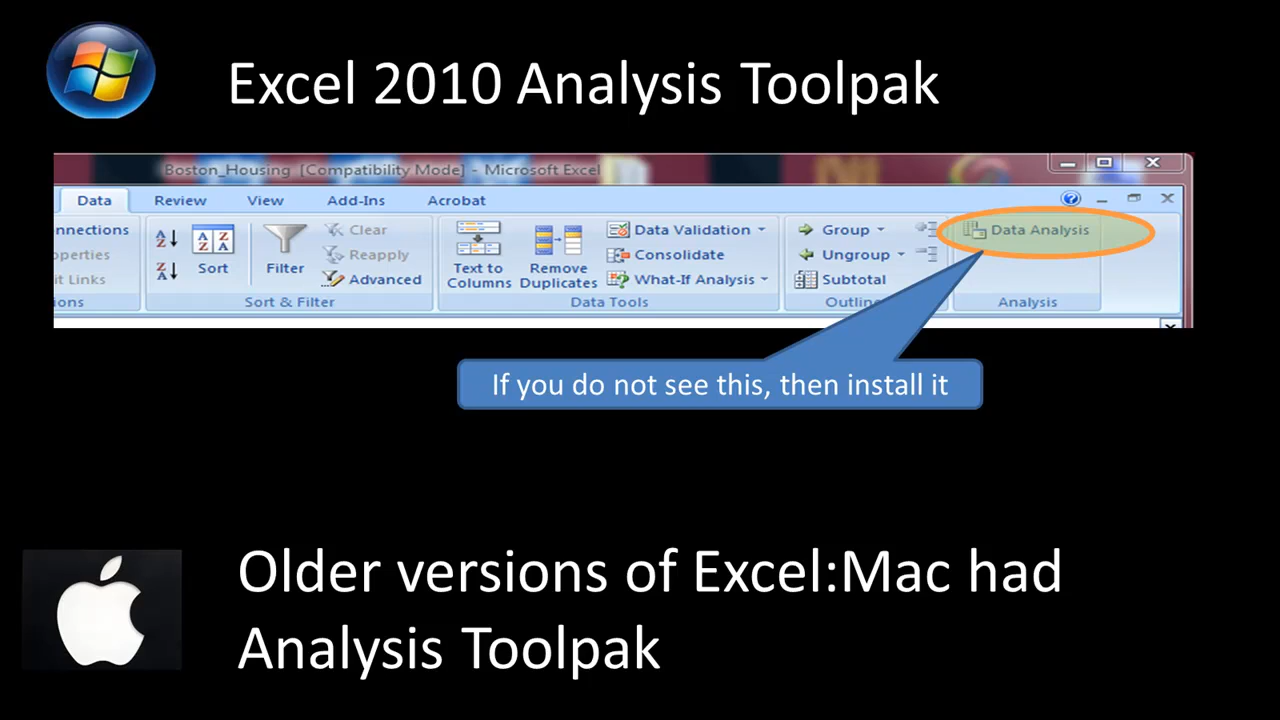 Excel 2010 Analysis Toolpak
Boston_Housing [Compatibility Mode] - Microsoft Excel
Data Review View Add-Ins Acrobat
nnections Clear Data Validation Group Data Analysis
operties Sort Filter Reapply Text to Columns Remove Duplicates Consolidate Ungroup
it Links Advanced What-If Analysis Subtotal
ons Sort & Filter Data Tools Outlin Analysis
If you do not see this, then install it
Older versions of Excel:Mac had
Analysis Toolpak